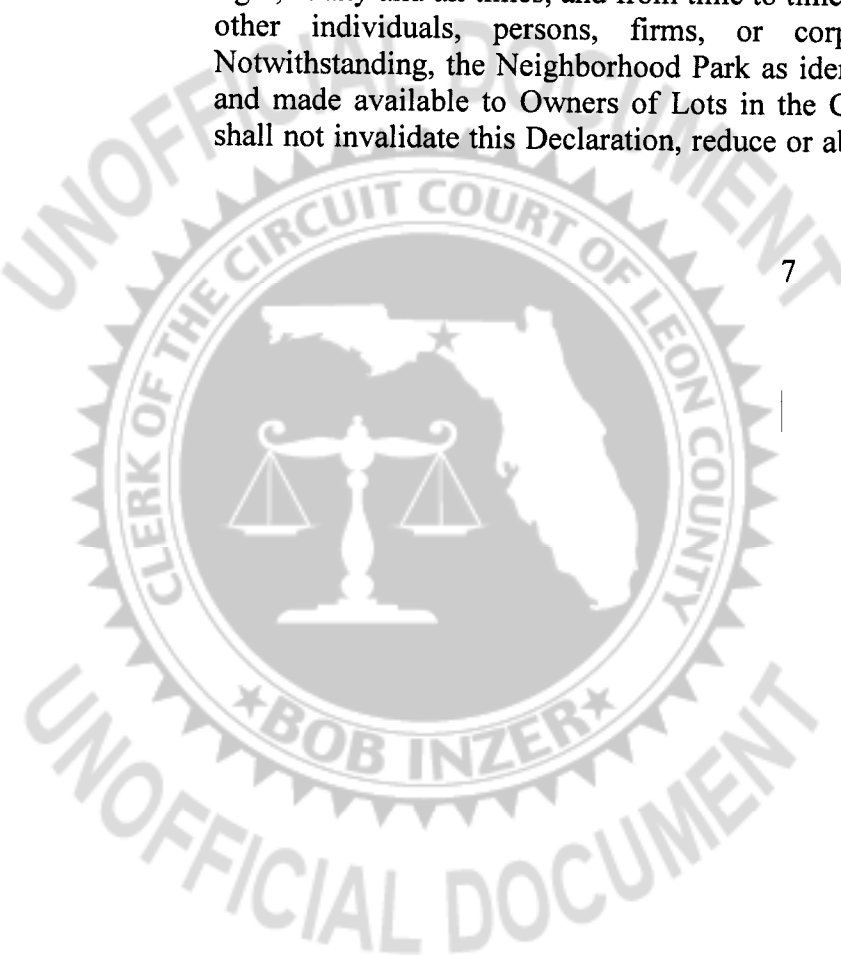 other individuals, persons, firms, or
Notwithstanding, the Neighborhood Park as
and made available to Owners of Lots in the
shall not invalidate this Declaration, reduce or
7
UNOFFICIAL DOCUMENT
CLERK OF THE CIRCUIT COURT OF LEON COUNTY
★BOB INZER★
UNOFFICIAL DOCUMENT